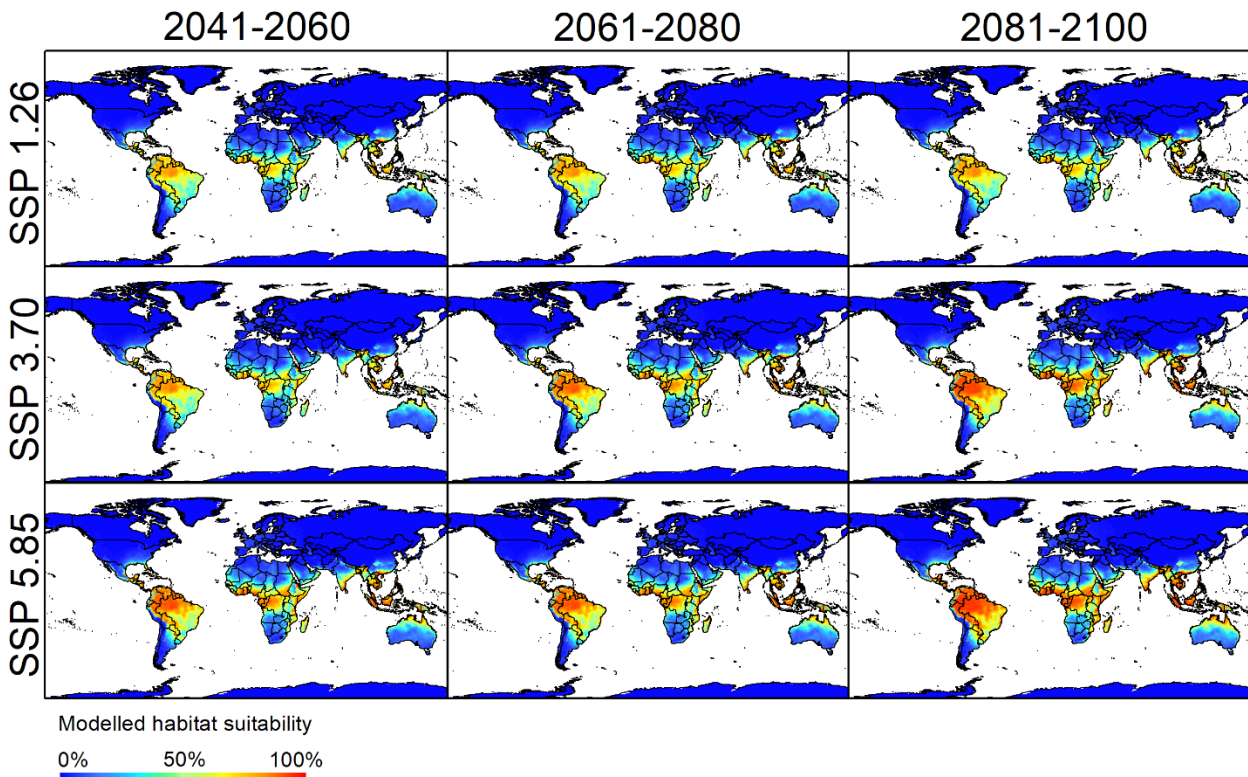 2041-2060 2061-2080 2081-2100
SSP 1.26
SSP 3.70
SSP 5.85
Modelled habitat suitability
0% 50% 100%